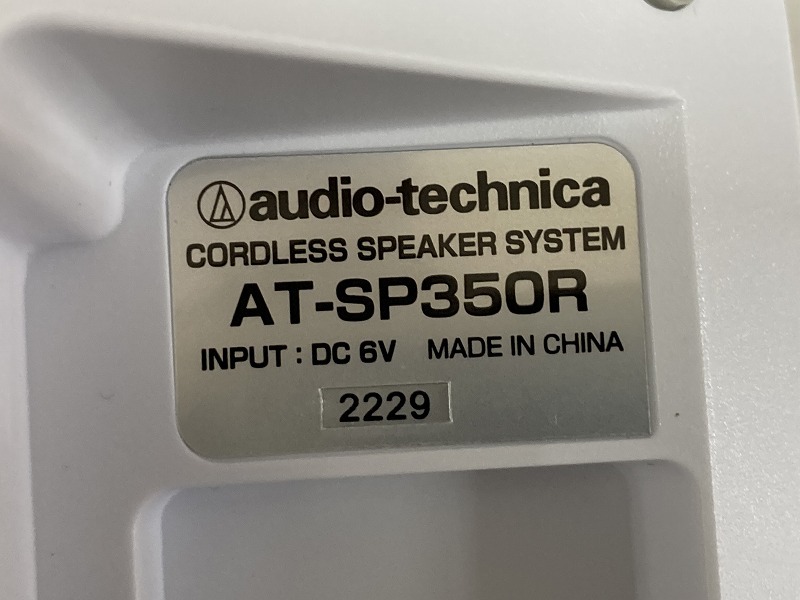 audio-technica
CORDLESS SPEAKER SYSTEM
AT-SP350R
INPUT : DC 6V MADE IN CHINA
2229